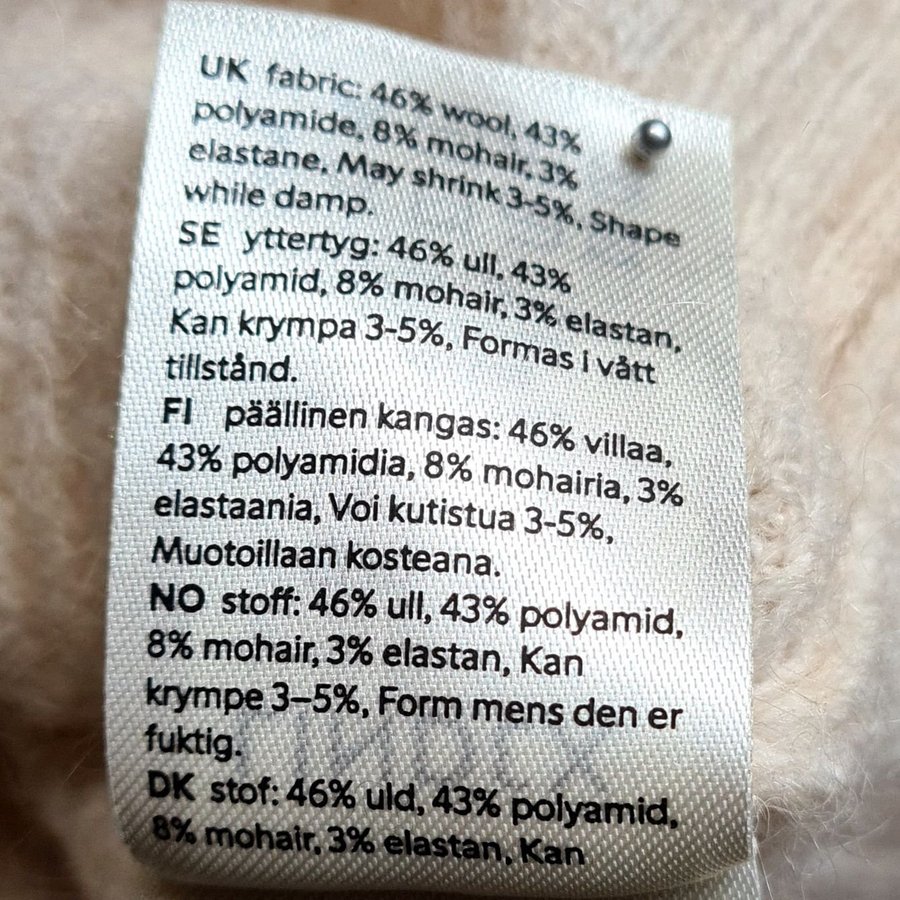 UK fabric: 46% wool, 43%
polyamide, 8% mohair, 3%
elastane, May shrink 3-5%, Shape
while damp.
SE yttertyg: 46% ull, 43%
polyamid, 8% mohair, 3% elastan,
Kan krympa 3-5%, Formas i vått
tillstånd.
FI päällinen kangas: 46% villaa,
43% polyamidia, 8% mohairia, 3%
elastaania, Voi kutistua 3-5%,
Muotoillaan kosteana.
NO stoff: 46% ull, 43% polyamid,
8% mohair, 3% elastan, Kan
krympe 3–5%, Form mens den er
fuktig.
DK stof: 46% uld, 43% polyamid,
8% mohair, 3% elastan, Kan